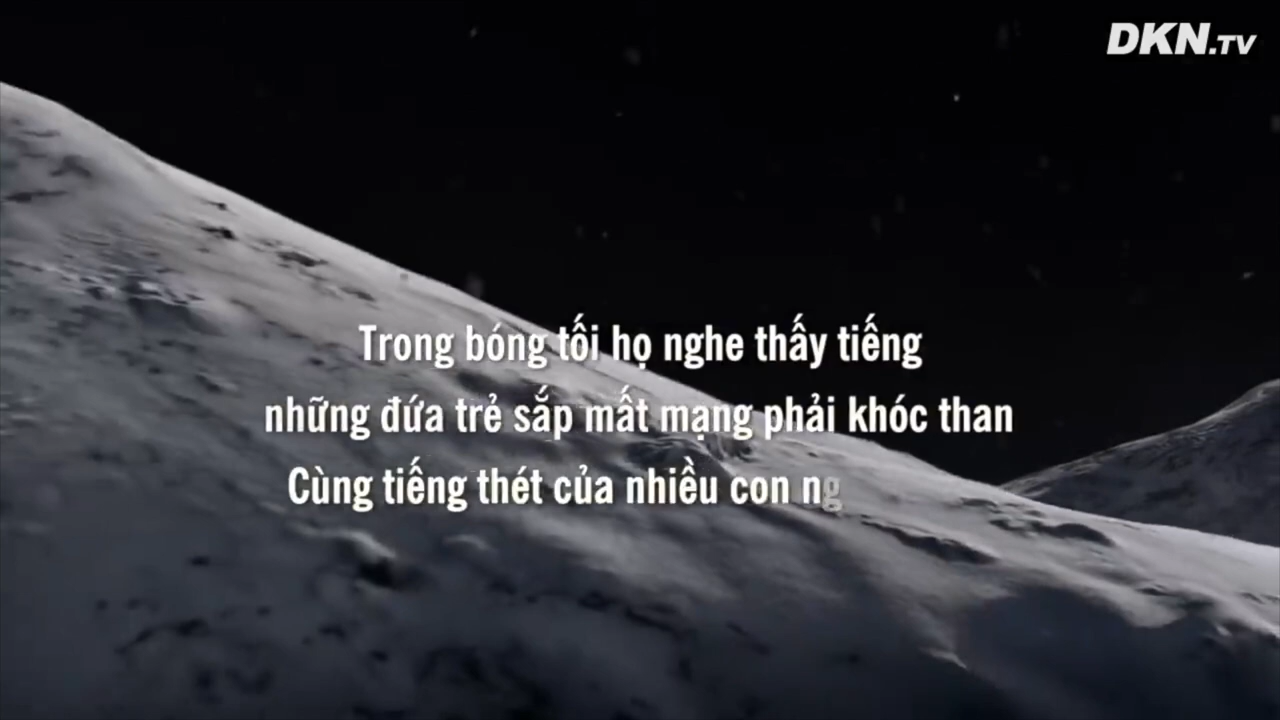 DKN.TV
Trong bóng tối họ nghe thấy tiếng
những đứa trẻ sắp mất mạng phải khóc than
Cùng tiếng thét của nhiều con